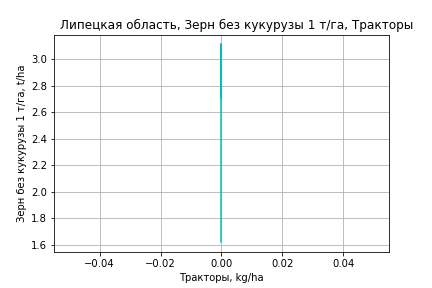 Липецкая область, Зерн без кукурузы 1 т/га, Тракторы
Зерн без кукурузы 1 т/га, t/ha
3.0
2.8
2.6
2.4
2.2
2.0
1.8
1.6
−0.04 −0.02 0.00 0.02 0.04
Тракторы, kg/ha